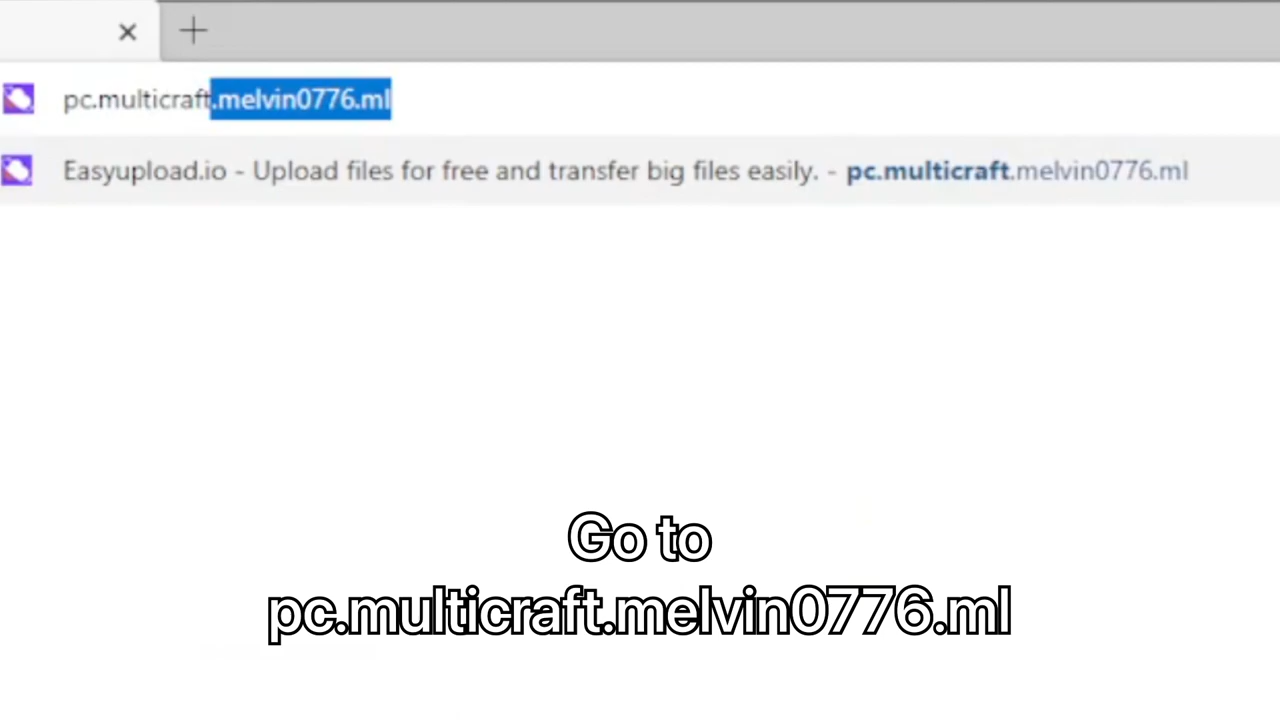 pc.multicraft.melvin0776.ml
Easyupload.io - Upload files for free and transfer big files easily. - pc.multicraft.melvin0776.ml
Go to
pc.multicraft.melvin0776.ml